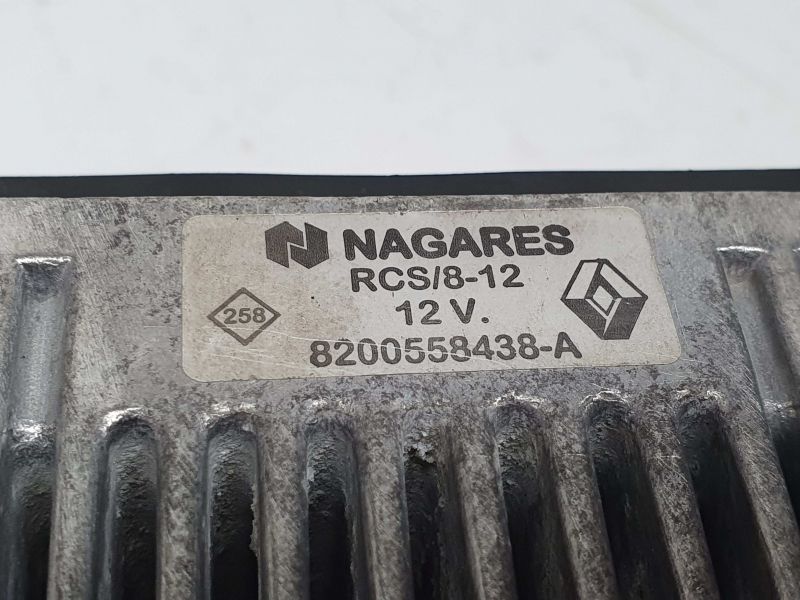 NAGARES
RCS/8-12
258
12 V.
8200558438-A